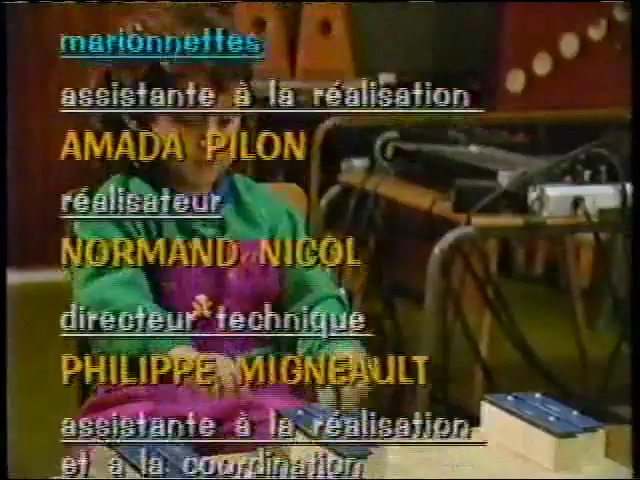 marionnettes
assistante à la réalisation
AMADA PILON
réalisateur
NORMAND NICOL
directeur technique
PHILIPPE MIGNEAULT
assistante à la réalisation
et à la coordination